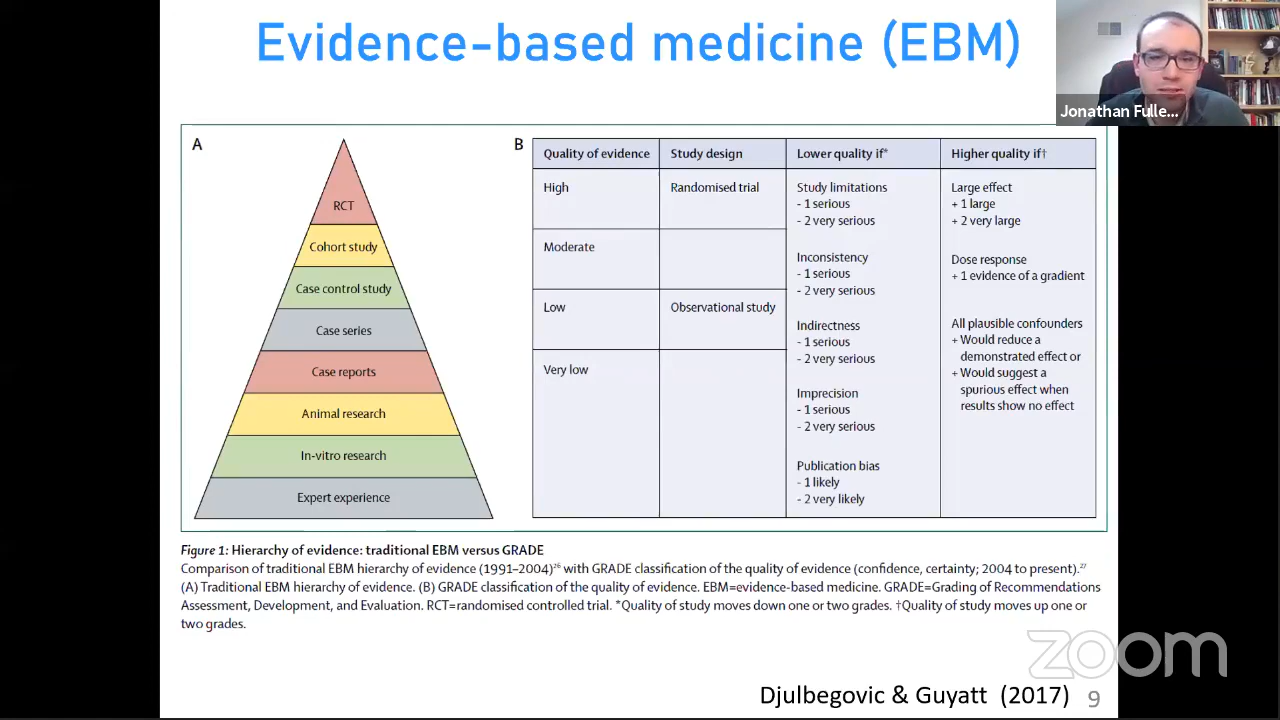 Evidence-based medicine (EBM)
Jonathan Fulle...
A
RCT
Cohort study
Case control study
Case series
Case reports
Animal research
In-vitro research
Expert experience
B
Quality of evidence
Study design
Lower quality if*
Higher quality if†
High
Randomised trial
Moderate
Low
Observational study
Very low
Study limitations
- 1 serious
- 2 very serious
Inconsistency
- 1 serious
- 2 very serious
Indirectness
- 1 serious
- 2 very serious
Imprecision
- 1 serious
- 2 very serious
Publication bias
- 1 likely
- 2 very likely
Large effect
+ 1 large
+ 2 very large
Dose response
+ 1 evidence of a gradient
All plausible confounders
+ Would reduce a
demonstrated effect or
+ Would suggest a
spurious effect when
results show no effect
Figure 1: Hierarchy of evidence: traditional EBM versus GRADE
Comparison of traditional EBM hierarchy of evidence (1991–2004)26 with GRADE classification of the quality of evidence (confidence, certainty; 2004 to present).27
(A) Traditional EBM hierarchy of evidence. (B) GRADE classification of the quality of evidence. EBM=evidence-based medicine. GRADE=Grading of Recommendations
Assessment, Development, and Evaluation. RCT=randomised controlled trial. *Quality of study moves down one or two grades. †Quality of study moves up one or
two grades.
zoom
Djulbegovic & Guyatt (2017)
9